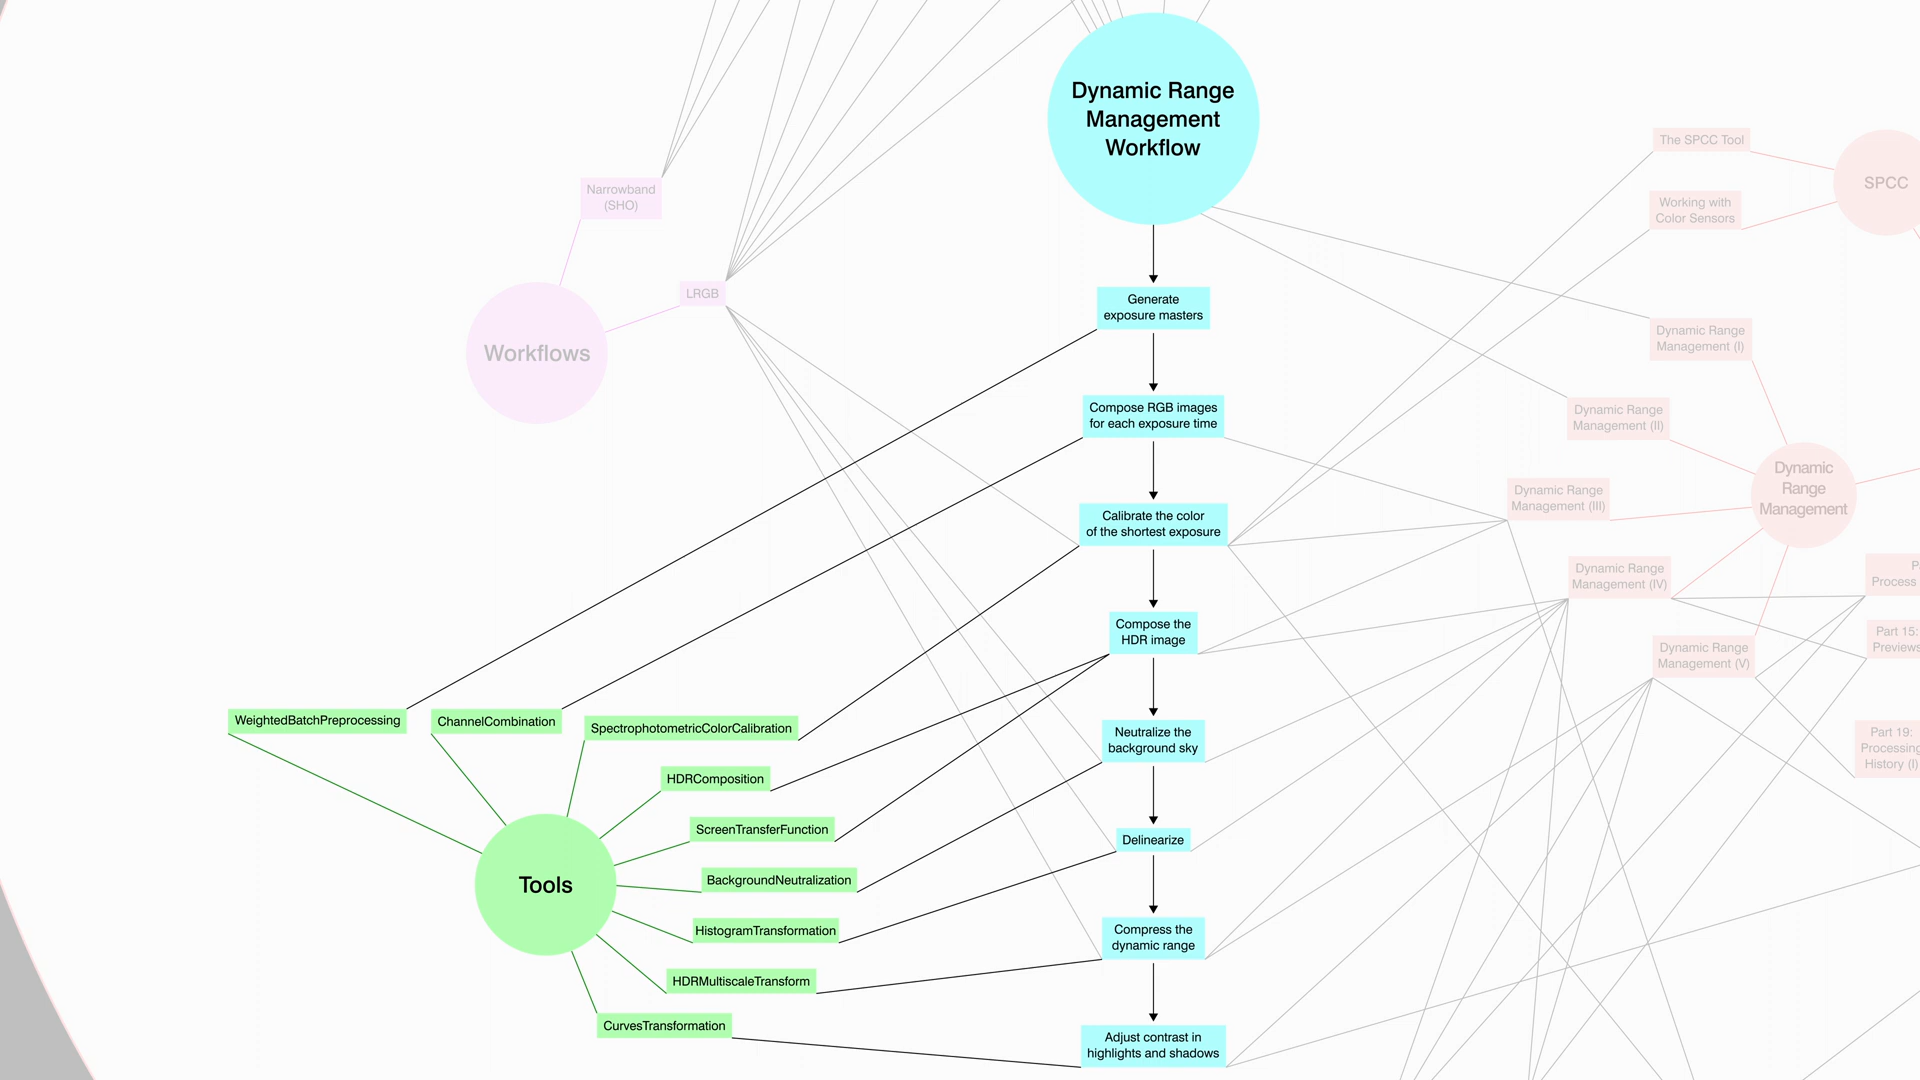 Dynamic Range
Management
Workflow
The SPCC Tool
SPCC
Working with
Color Sensors
Narrowband
(SHO)
LRGB
Workflows
Generate
exposure masters
Dynamic Range
Management (I)
Compose RGB images
for each exposure time
Dynamic Range
Management (II)
Dynamic
Range
Management
Dynamic Range
Management (III)
Calibrate the color
of the shortest exposure
Dynamic Range
Management (IV)
Process
Compose the
HDR image
Part 15:
Previews
Dynamic Range
Management (V)
WeightedBatchPreprocessing
ChannelCombination
SpectrophotometricColorCalibration
Neutralize the
background sky
Part 19:
Processing
History (I)
HDRComposition
ScreenTransferFunction
Delinearize
BackgroundNeutralization
Tools
HistogramTransformation
Compress the
dynamic range
HDRMultiscaleTransform
CurvesTransformation
Adjust contrast in
highlights and shadows